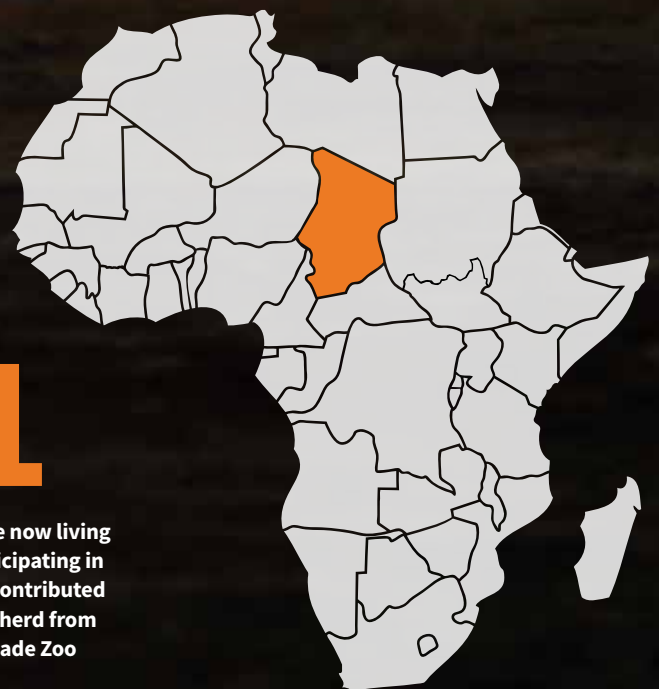 e now living
icipating in
ontributed
herd from
ade Zoo